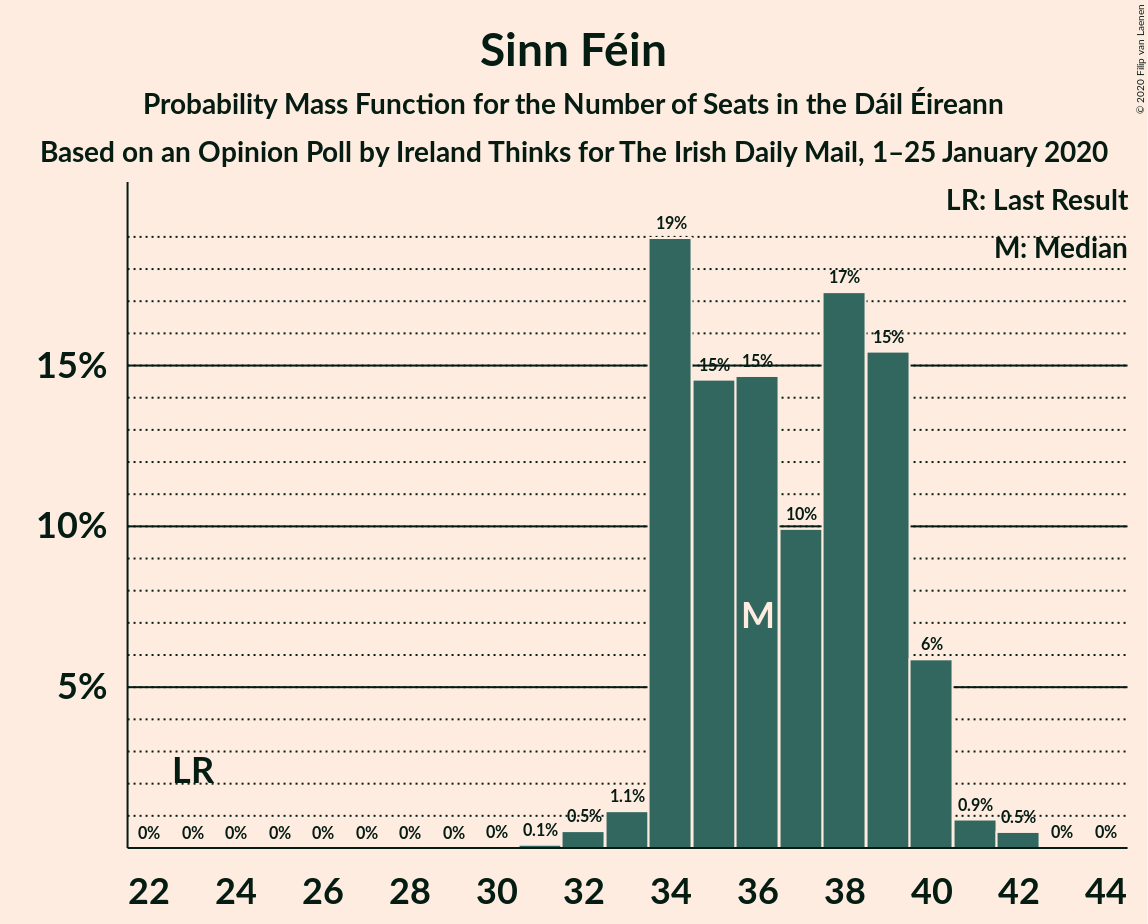 Sinn Féin
Probability Mass Function for the Number of Seats in the Dáil Éireann
Based on an Opinion Poll by Ireland Thinks for The Irish Daily Mail, 1–25 January 2020
© 2020 Filip van Laenen
LR: Last Result
M: Median
15%
10%
5%
LR
M
0% 0% 0% 0% 0% 0% 0% 0% 0% 0.1% 0.5% 1.1% 19% 15% 15% 10% 17% 15% 6% 0.9% 0.5% 0% 0%
22 24 26 28 30 32 34 36 38 40 42 44